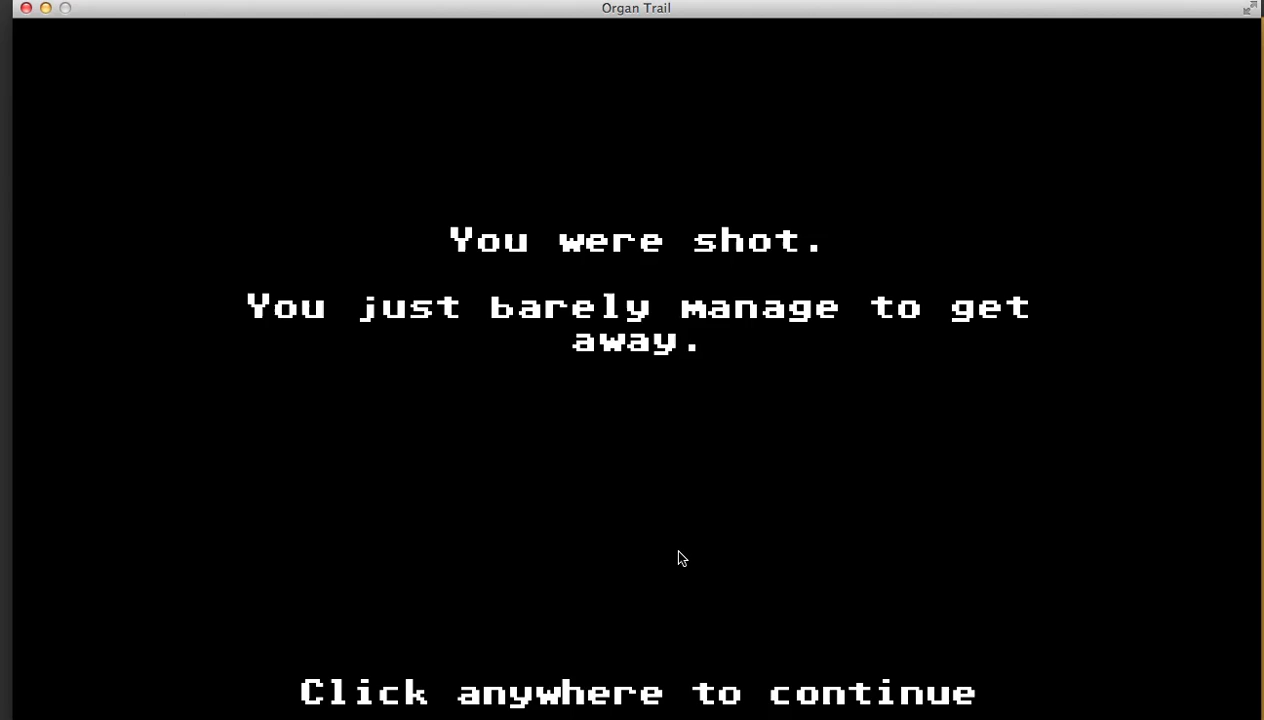 Organ Trail
You were shot.
You just barely manage to get
away.
Click anywhere to continue